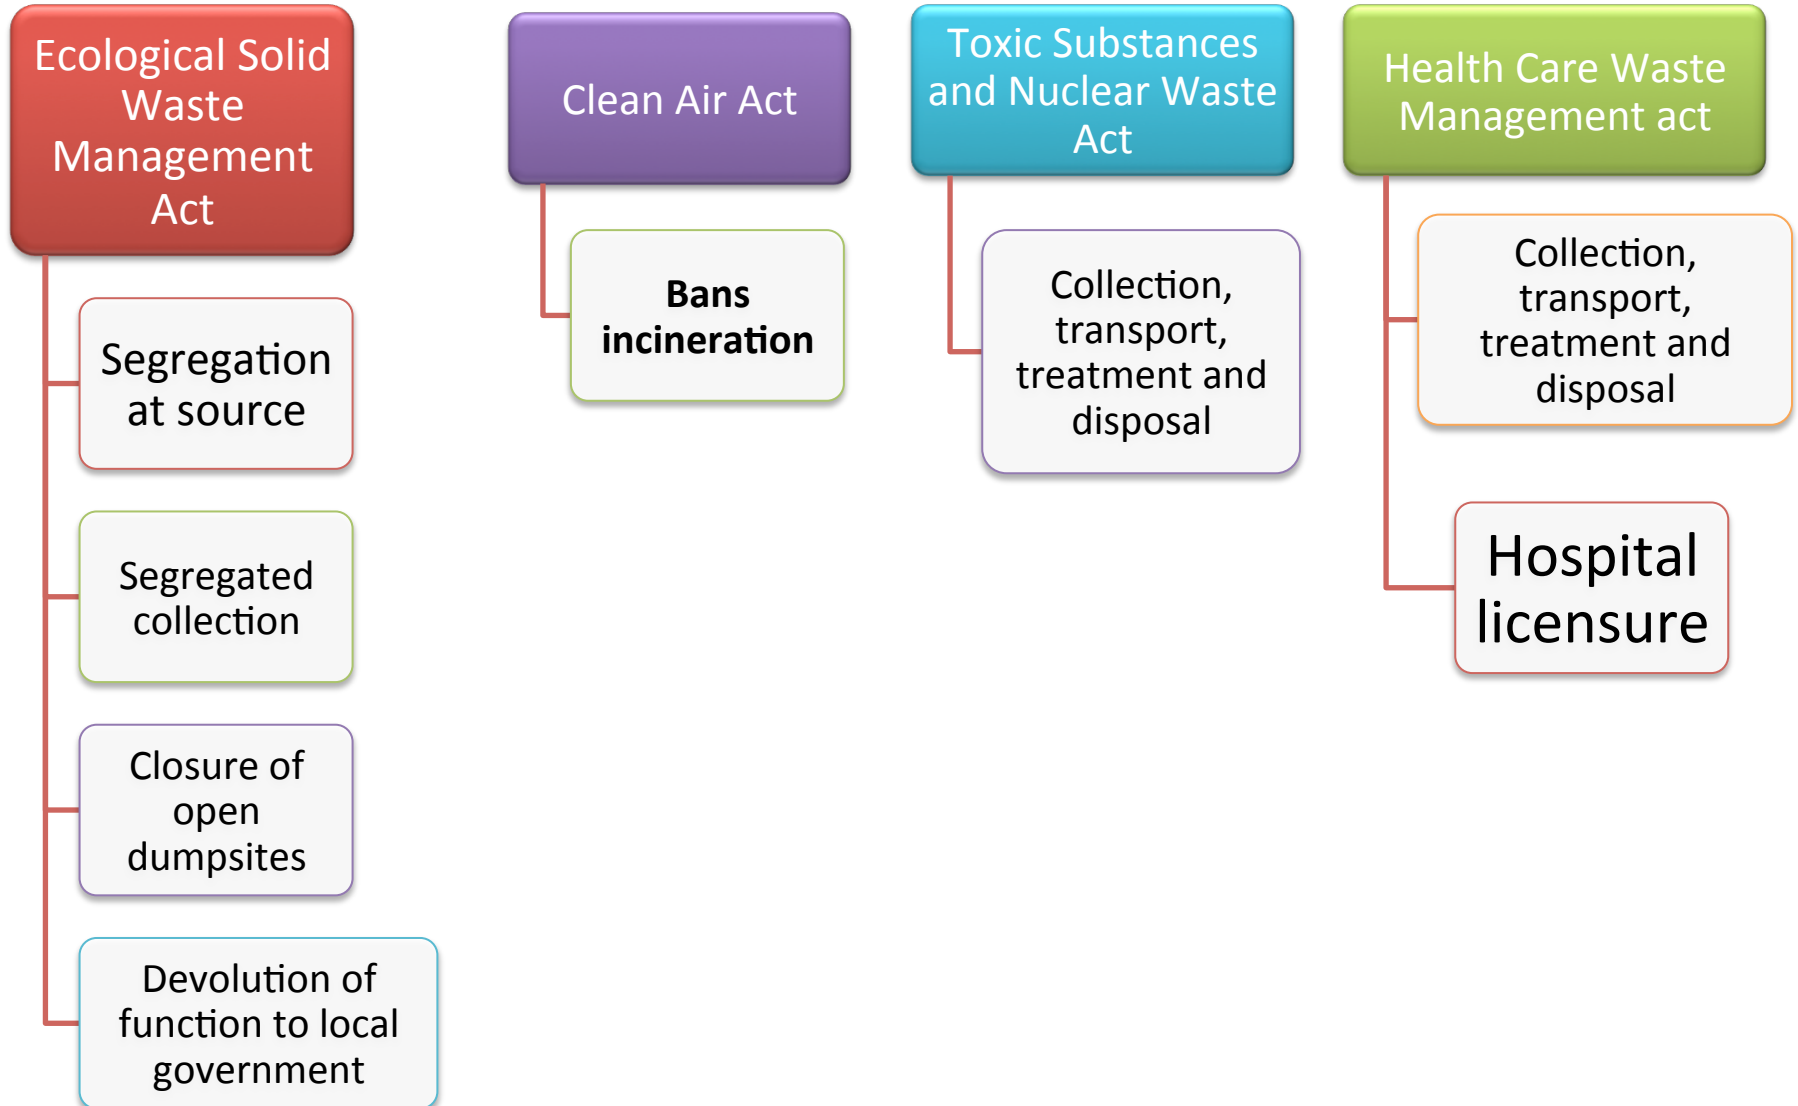 Ecological Solid
Waste
Management
Act
Segregation
at source
Segregated
collection
Closure of
open
dumpsites
Devolution of
function to local
government
Clean Air Act
Bans
incineration
Toxic Substances
and Nuclear Waste
Act
Collection,
transport,
treatment and
disposal
Health Care Waste
Management act
Collection,
transport,
treatment and
disposal
Hospital
licensure